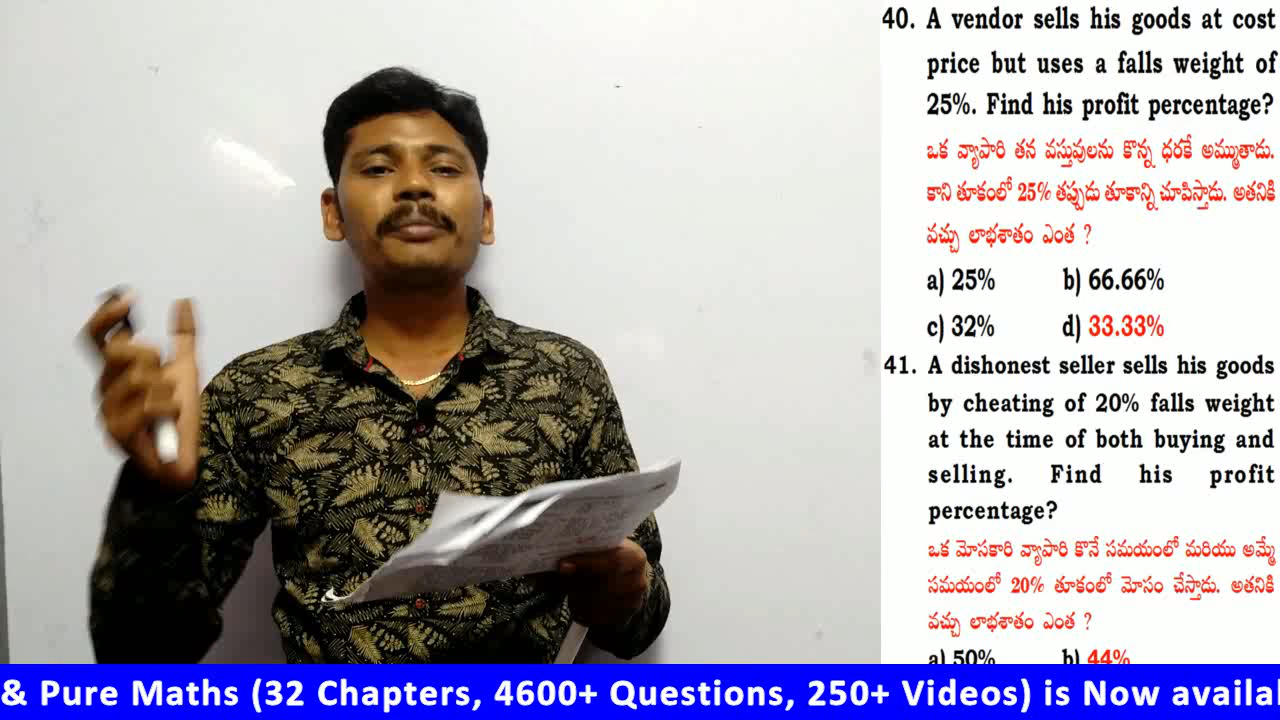 40. A vendor sells his goods at cost
price but uses a falls weight of
25%. Find his profit percentage?
ఒక వ్యాపారి తన వస్తువులను కొన్న ధరకే అమ్ముతాడు.
కాని తూకంలో 25% తప్పుడు తూకాన్ని చూపిస్తాడు. అతనికి
వచ్చు లాభశాతం ఎంత ?
a) 25% b) 66.66%
c) 32% d) 33.33%
41. A dishonest seller sells his goods
by cheating of 20% falls weight
at the time of both buying and
selling. Find his profit
percentage?
ఒక మోసకారి వ్యాపారి కొనే సమయంలో మరియు అమ్మే
సమయంలో 20% తూకంలో మోసం చేస్తాడు. అతనికి
వచ్చు లాభశాతం ఎంత ?
a) 50% b) 44%
& Pure Maths (32 Chapters, 4600+ Questions, 250+ Videos) is Now availa